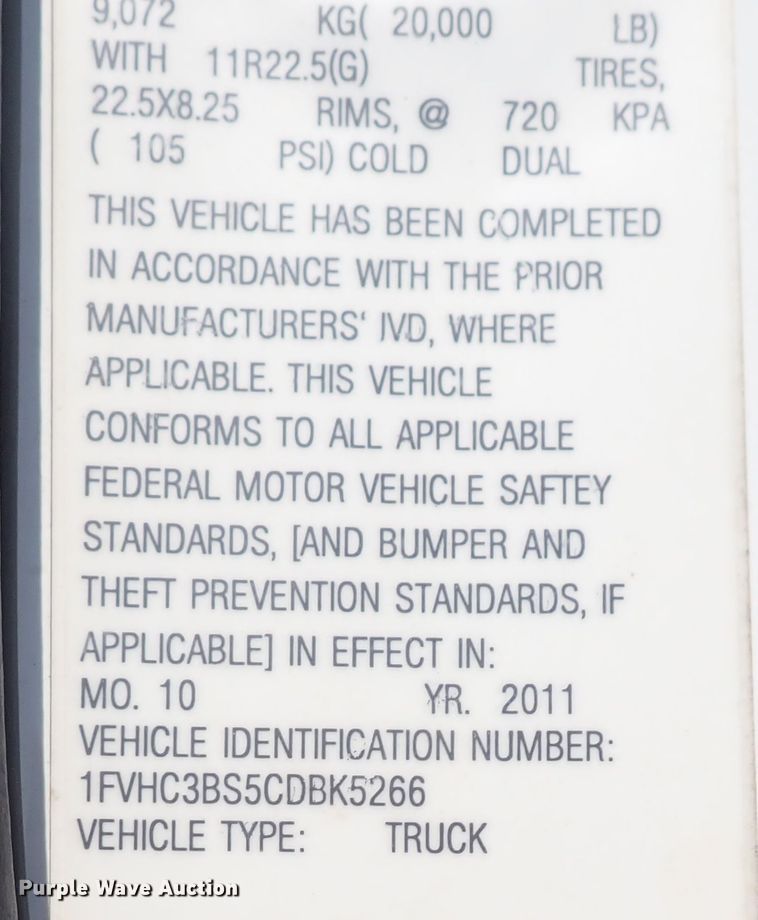 9,072 KG( 20,000 LB)
WITH 11R22.5(G) TIRES,
22.5X8.25 RIMS, @ 720 KPA
( 105 PSI) COLD DUAL
THIS VEHICLE HAS BEEN COMPLETED
IN ACCORDANCE WITH THE PRIOR
MANUFACTURERS' IVD, WHERE
APPLICABLE. THIS VEHICLE
CONFORMS TO ALL APPLICABLE
FEDERAL MOTOR VEHICLE SAFTEY
STANDARDS, [AND BUMPER AND
THEFT PREVENTION STANDARDS, IF
APPLICABLE] IN EFFECT IN:
MO. 10 YR. 2011
VEHICLE IDENTIFICATION NUMBER:
1FVHC3BS5CDBK5266
VEHICLE TYPE: TRUCK
Purple Wave Auction